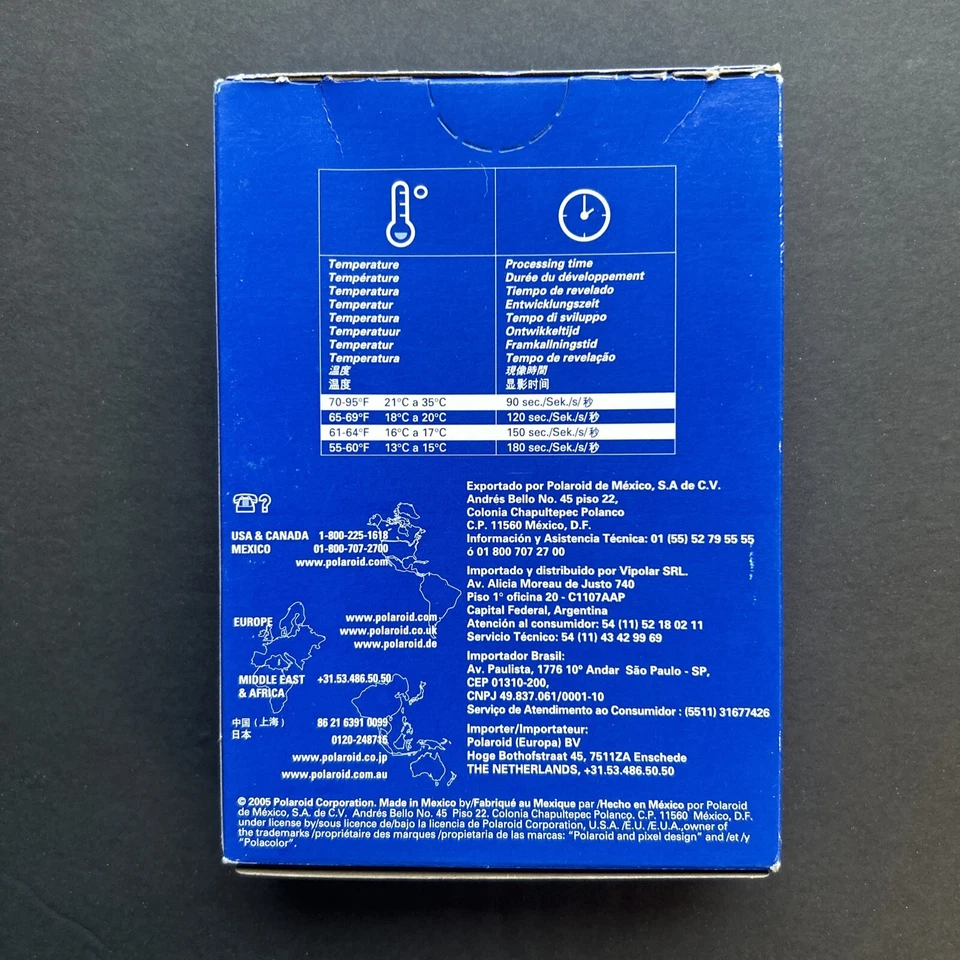 Temperature Processing time
Température Durée du développement
Temperatura Tiempo de revelado
Temperatur Entwicklungszeit
Temperatura Tempo di sviluppo
Temperatuur Ontwikkeltijd
Temperatur Framkallningstid
Temperatura Tempo de revelação
温度 現像時間
温度 显影时间
70-95°F 21°C a 35°C 90 sec./Sek./s/秒
65-69°F 18°C a 20°C 120 sec./Sek./s/秒
61-64°F 16°C a 17°C 150 sec./Sek./s/秒
55-60°F 13°C a 15°C 180 sec./Sek./s/秒
?
USA & CANADA 1-800-225-1618
MEXICO 01-800-707-2700
www.polaroid.com
EUROPE www.polaroid.com
www.polaroid.co.uk
www.polaroid.de
MIDDLE EAST +31.53.486.50.50
& AFRICA
中国（上海） 86 21 6391 0099
日本 0120-248716
www.polaroid.co.jp
www.polaroid.com.au
Exportado por Polaroid de México, S.A de C.V.
Andrés Bello No. 45 piso 22,
Colonia Chapultepec Polanco
C.P. 11560 México, D.F.
Información y Asistencia Técnica: 01 (55) 52 79 55 55
ó 01 800 707 27 00
Importado y distribuido por Vipolar SRL.
Av. Alicia Moreau de Justo 740
Piso 1° oficina 20 - C1107AAP
Capital Federal, Argentina
Atención al consumidor: 54 (11) 52 18 02 11
Servicio Técnico: 54 (11) 43 42 99 69
Importador Brasil:
Av. Paulista, 1776 10° Andar São Paulo - SP,
CEP 01310-200,
CNPJ 49.837.061/0001-10
Serviço de Atendimento ao Consumidor : (5511) 31677426
Importer/Importateur:
Polaroid (Europa) BV
Hoge Bothofstraat 45, 7511ZA Enschede
THE NETHERLANDS, +31.53.486.50.50
© 2005 Polaroid Corporation. Made in Mexico by/Fabriqué au Mexique par /Hecho en México por Polaroid
de México, S.A. de C.V. Andrés Bello No. 45 Piso 22. Colonia Chapultepec Polanco. C.P. 11560 México, D.F.
under license by/sous licence de/bajo la licencia de Polaroid Corporation, U.S.A. /E.U. /E.U.A.,owner of
the trademarks /propriétaire des marques /propietaria de las marcas: "Polaroid and pixel design" and /et /y
"Polacolor".